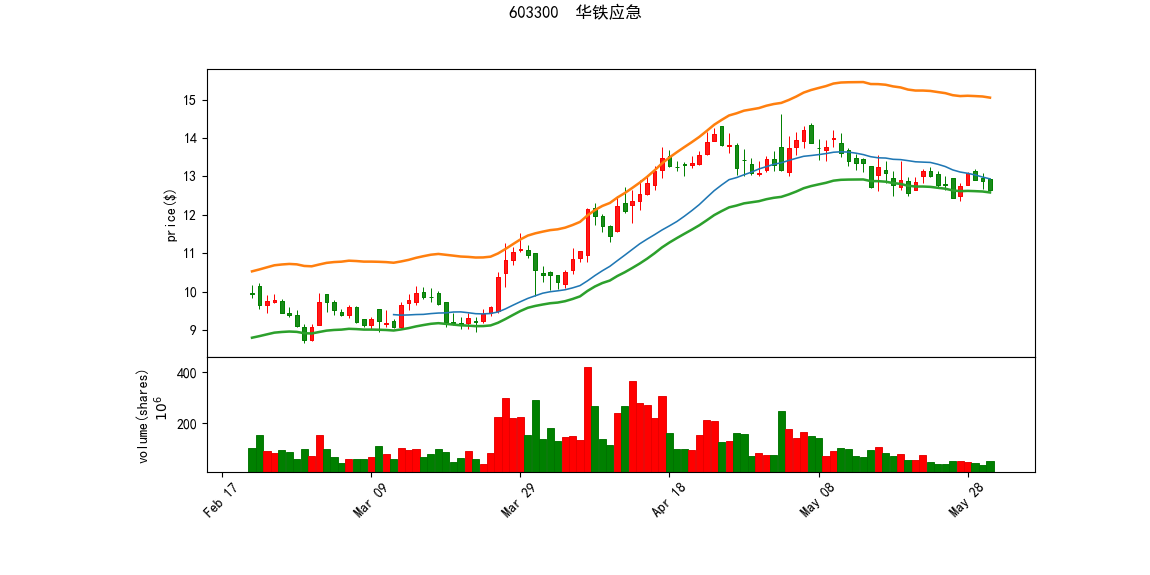 603300 华铁应急
15
14
13
12
11
10
9
price($)
400
200
volume(shares)
10^6
Feb 17
Mar 09
Mar 29
Apr 18
May 08
May 28